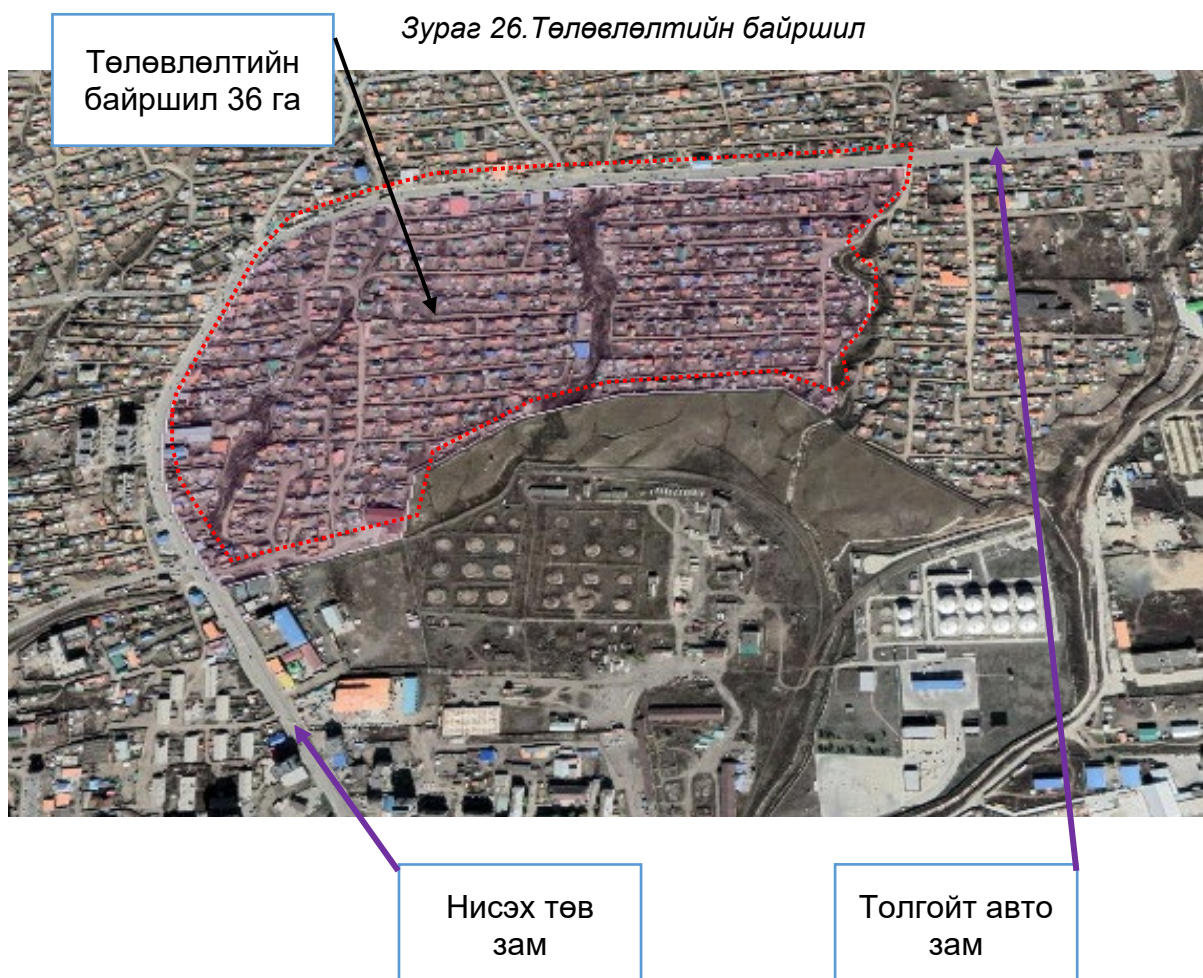 Зураг 26.Төлөвлөлтийн байршил
Төлөвлөлтийн
байршил 36 га
Нисэх төв
зам
Толгойт авто
зам